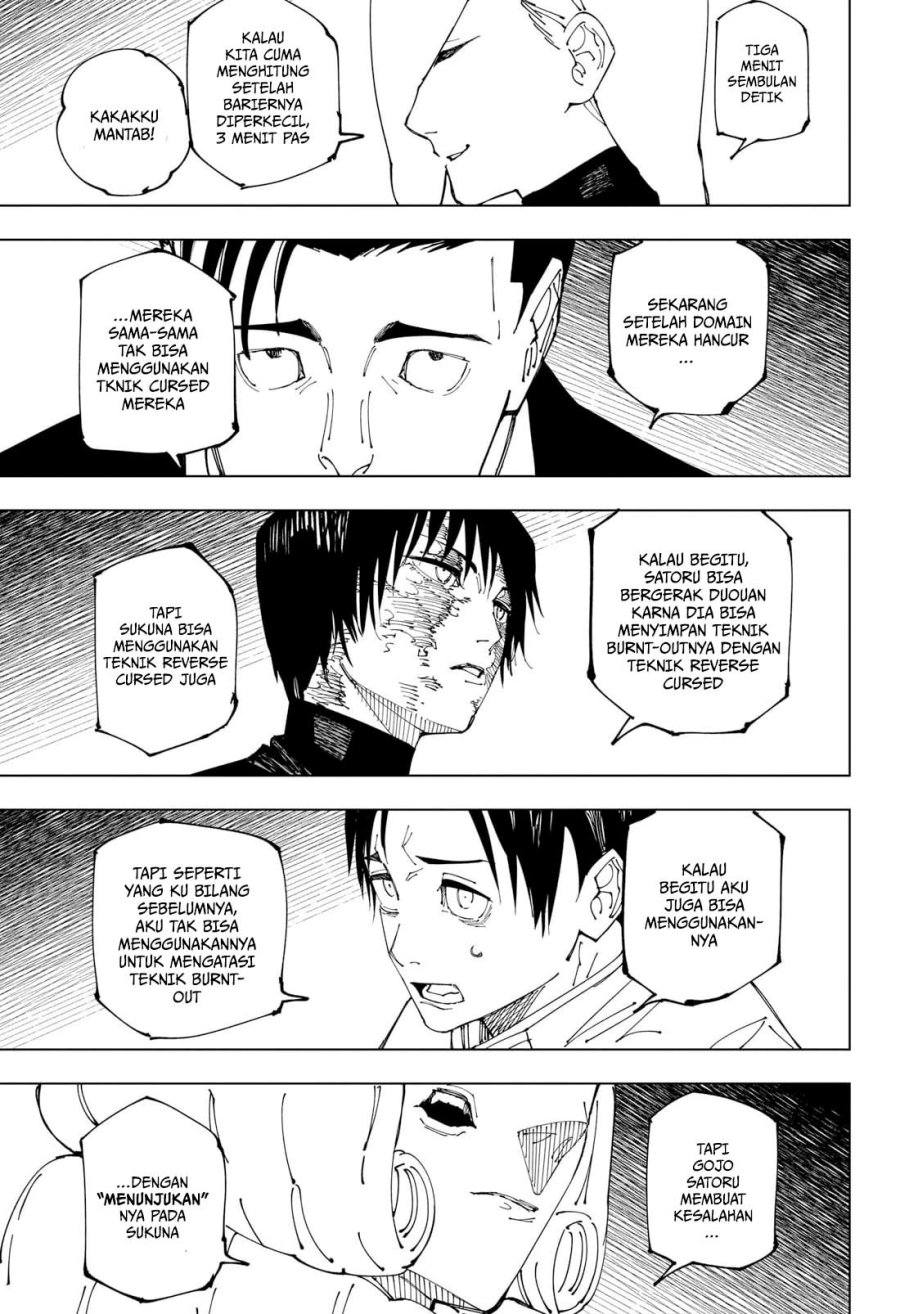 TIGA
MENIT
SEMBULAN
DETIK
KALAU
KITA CUMA
MENGHITUNG
SETELAH
BARIERNYA
DIPERKECIL,
3 MENIT PAS
KAKAKKU
MANTAB!
SEKARANG
SETELAH DOMAIN
MEREKA HANCUR
...
...MEREKA
SAMA-SAMA
TAK BISA
MENGGUNAKAN
TKNIK CURSED
MEREKA
KALAU BEGITU,
SATORU BISA
BERGERAK DUOUAN
KARNA DIA BISA
MENYIMPAN TEKNIK
BURNT-OUTNYA DENGAN
TEKNIK REVERSE
CURSED
TAPI
SUKUNA BISA
MENGGUNAKAN
TEKNIK REVERSE
CURSED JUGA
KALAU
BEGITU AKU
JUGA BISA
MENGGUNAKAN-
NYA
TAPI SEPERTI
YANG KU BILANG
SEBELUMNYA,
AKU TAK BISA
MENGGUNAKANNYA
UNTUK MENGATASI
TEKNIK BURNT-
OUT
TAPI
GOJO
SATORU
MEMBUAT
KESALAHAN
...
...DENGAN
"MENUNJUKAN"
NYA PADA
SUKUNA